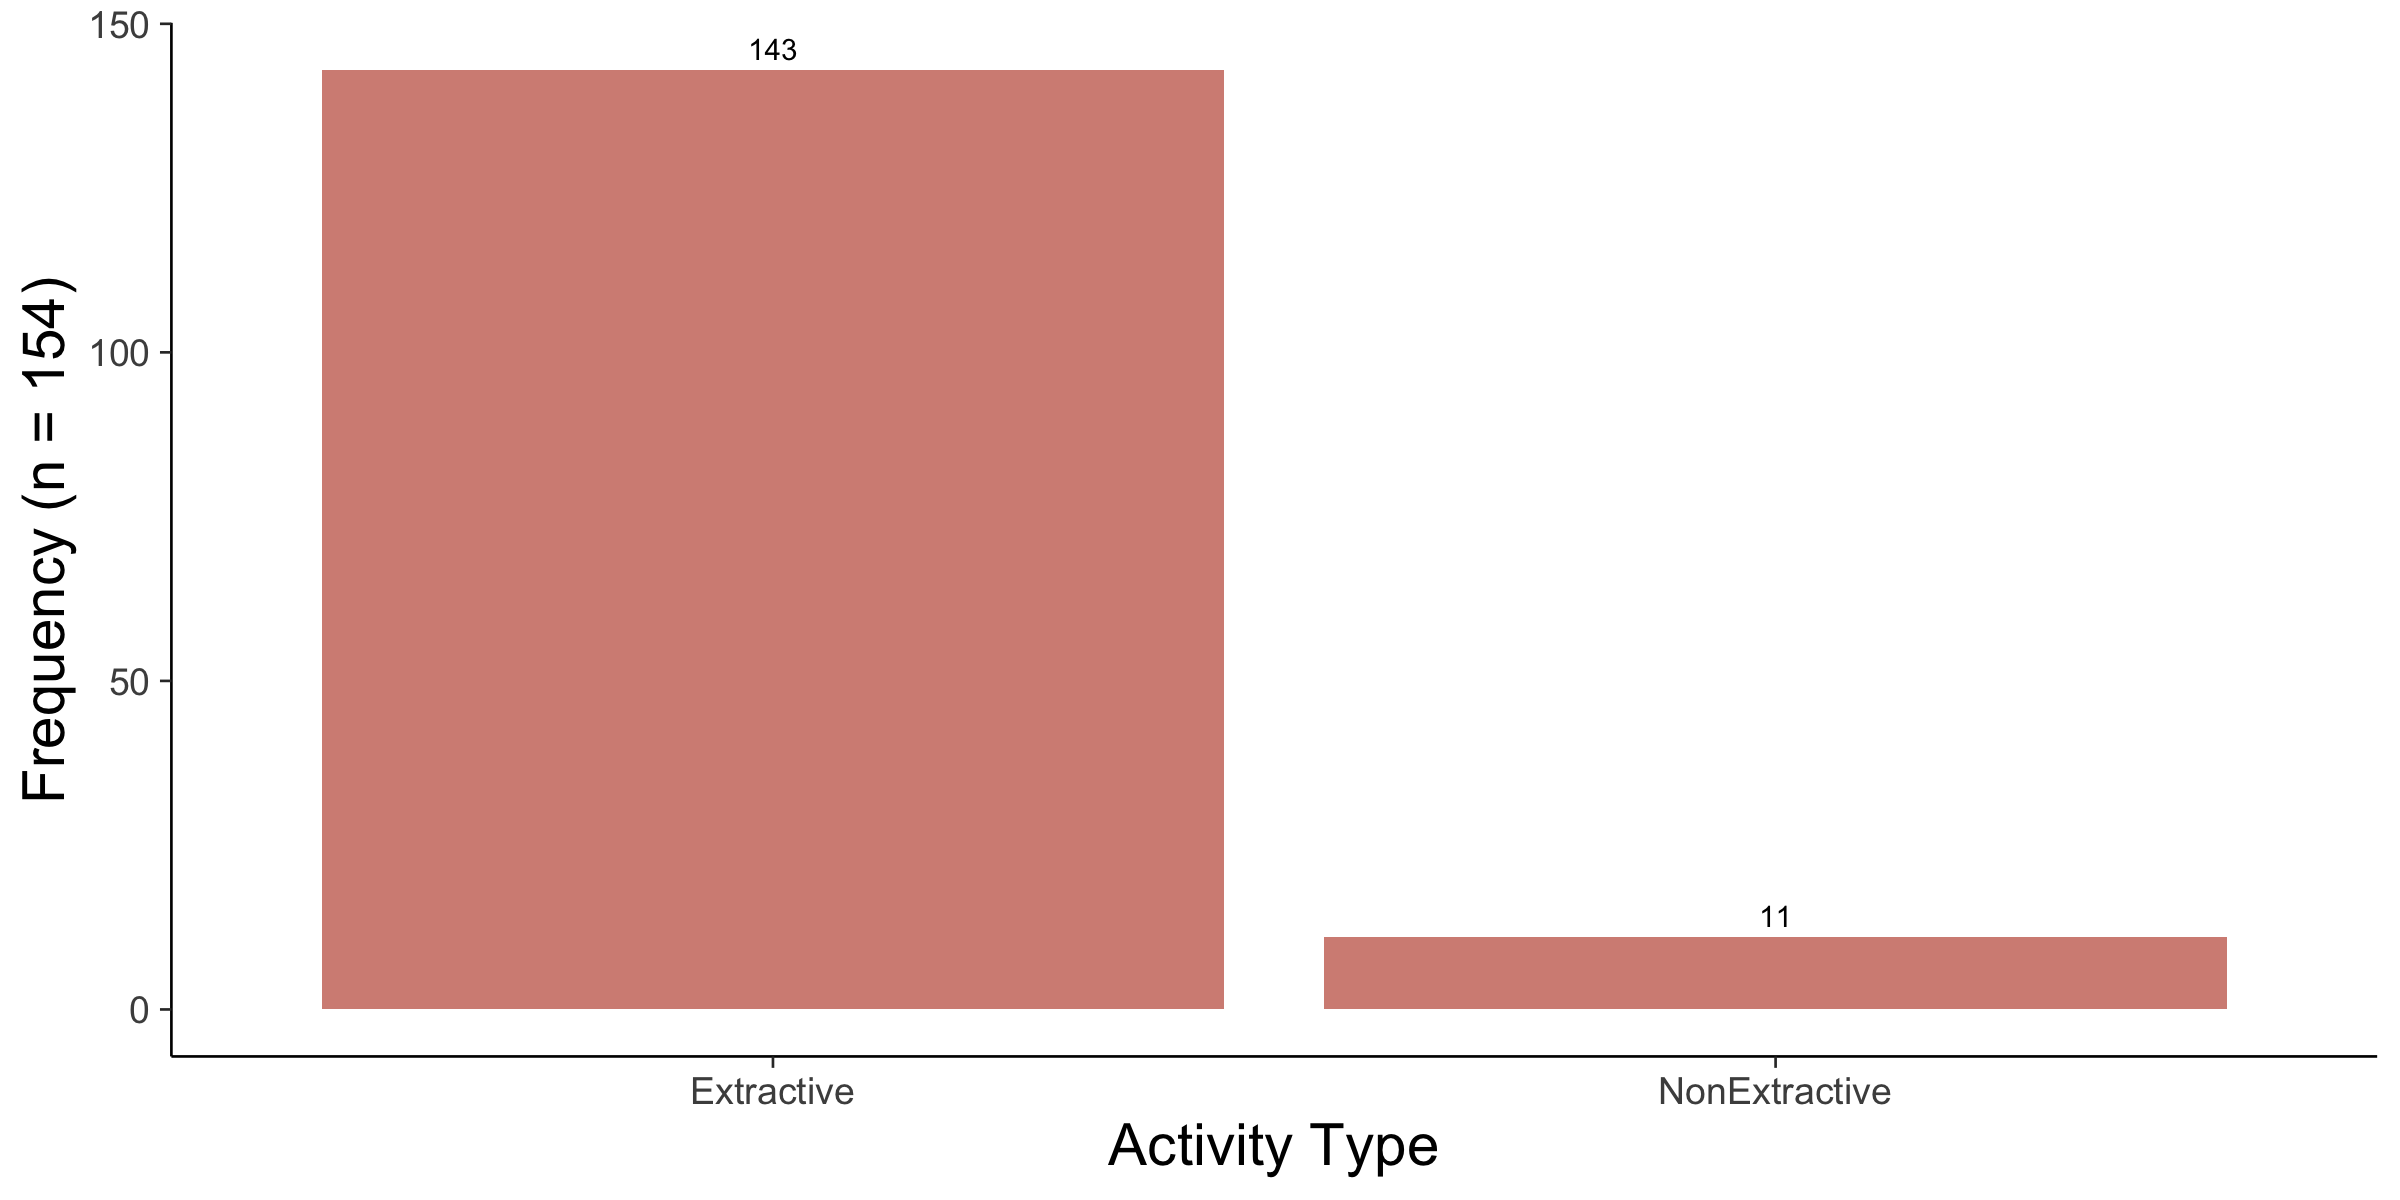 Frequency (n = 154)
150
100
50
0
143
11
Extractive
NonExtractive
Activity Type